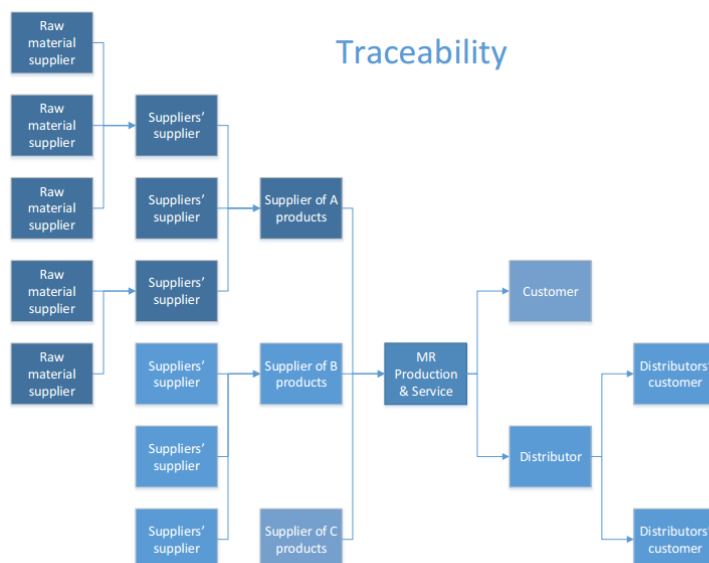 Traceability
Raw
material
supplier
Raw
material
supplier
Raw
material
supplier
Raw
material
supplier
Raw
material
supplier
Suppliers'
supplier
Suppliers'
supplier
Suppliers'
supplier
Suppliers'
supplier
Suppliers'
supplier
Suppliers'
supplier
Supplier of A
products
Supplier of B
products
Supplier of C
products
MR
Production
& Service
Customer
Distributor
Distributors'
customer
Distributors'
customer